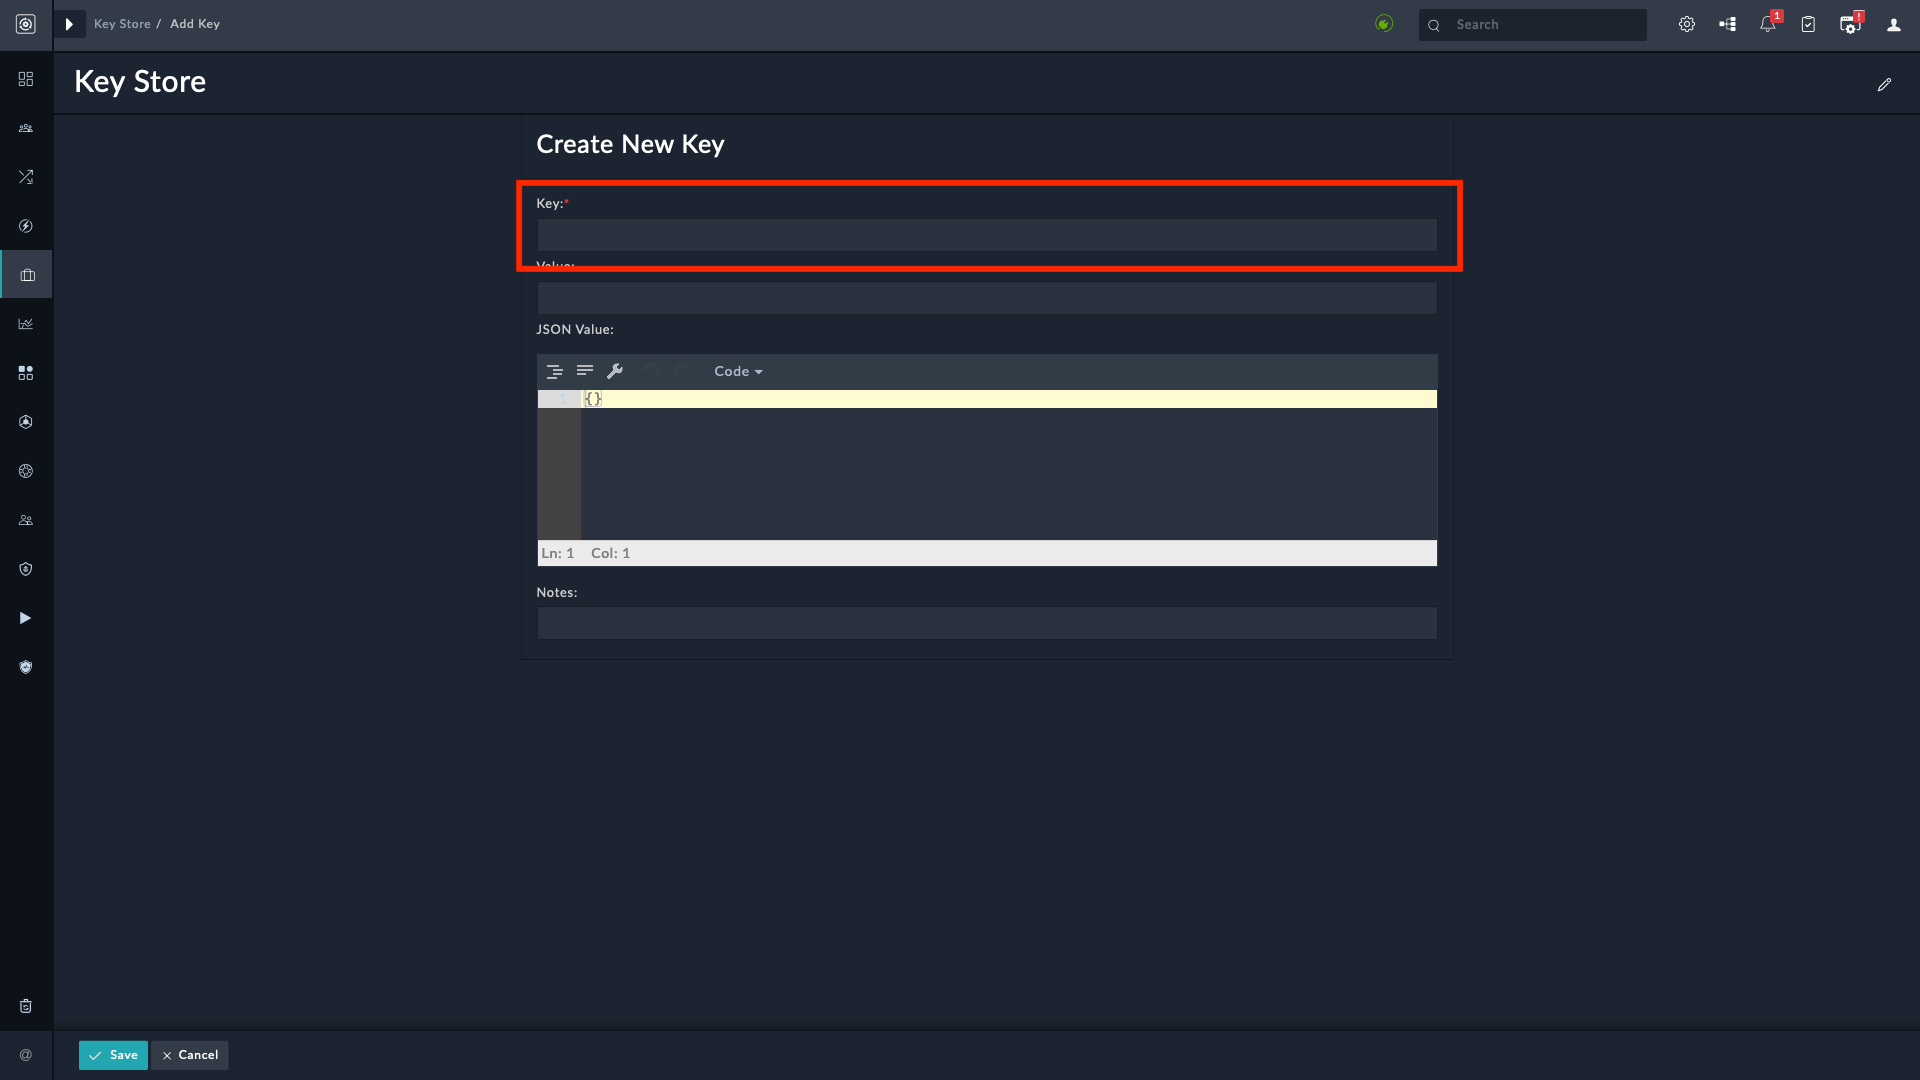 Key Store / Add Key
Search
1
!
Key Store
Create New Key
Key:*
Value:
JSON Value:
Code
1 {}
Ln: 1 Col: 1
Notes:
Save
Cancel
@